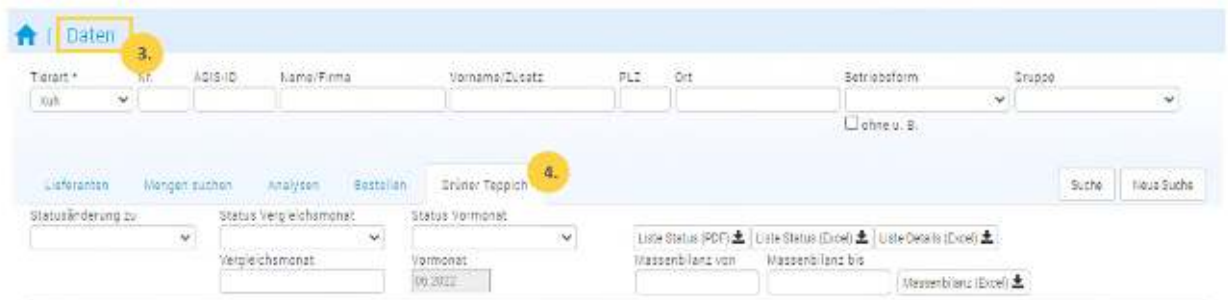 | Daten
3.
Tierart * Nr. AGIS-ID Name/Firma Vorname/Zusatz PLZ Ort Betriebsform Gruppe
Kuh
ohne u. B.
4.
Lieferanten Mengen suchen Analysen Bestellen Grüner Teppich Suche Neue Suche
Statusänderung zu Status Vergleichsmonat Status Vormonat
Liste Status (PDF) Liste Status (Excel) Liste Details (Excel)
Vergleichsmonat Vormonat Massenbilanz von Massenbilanz bis
06.2022 Massenbilanz (Excel)